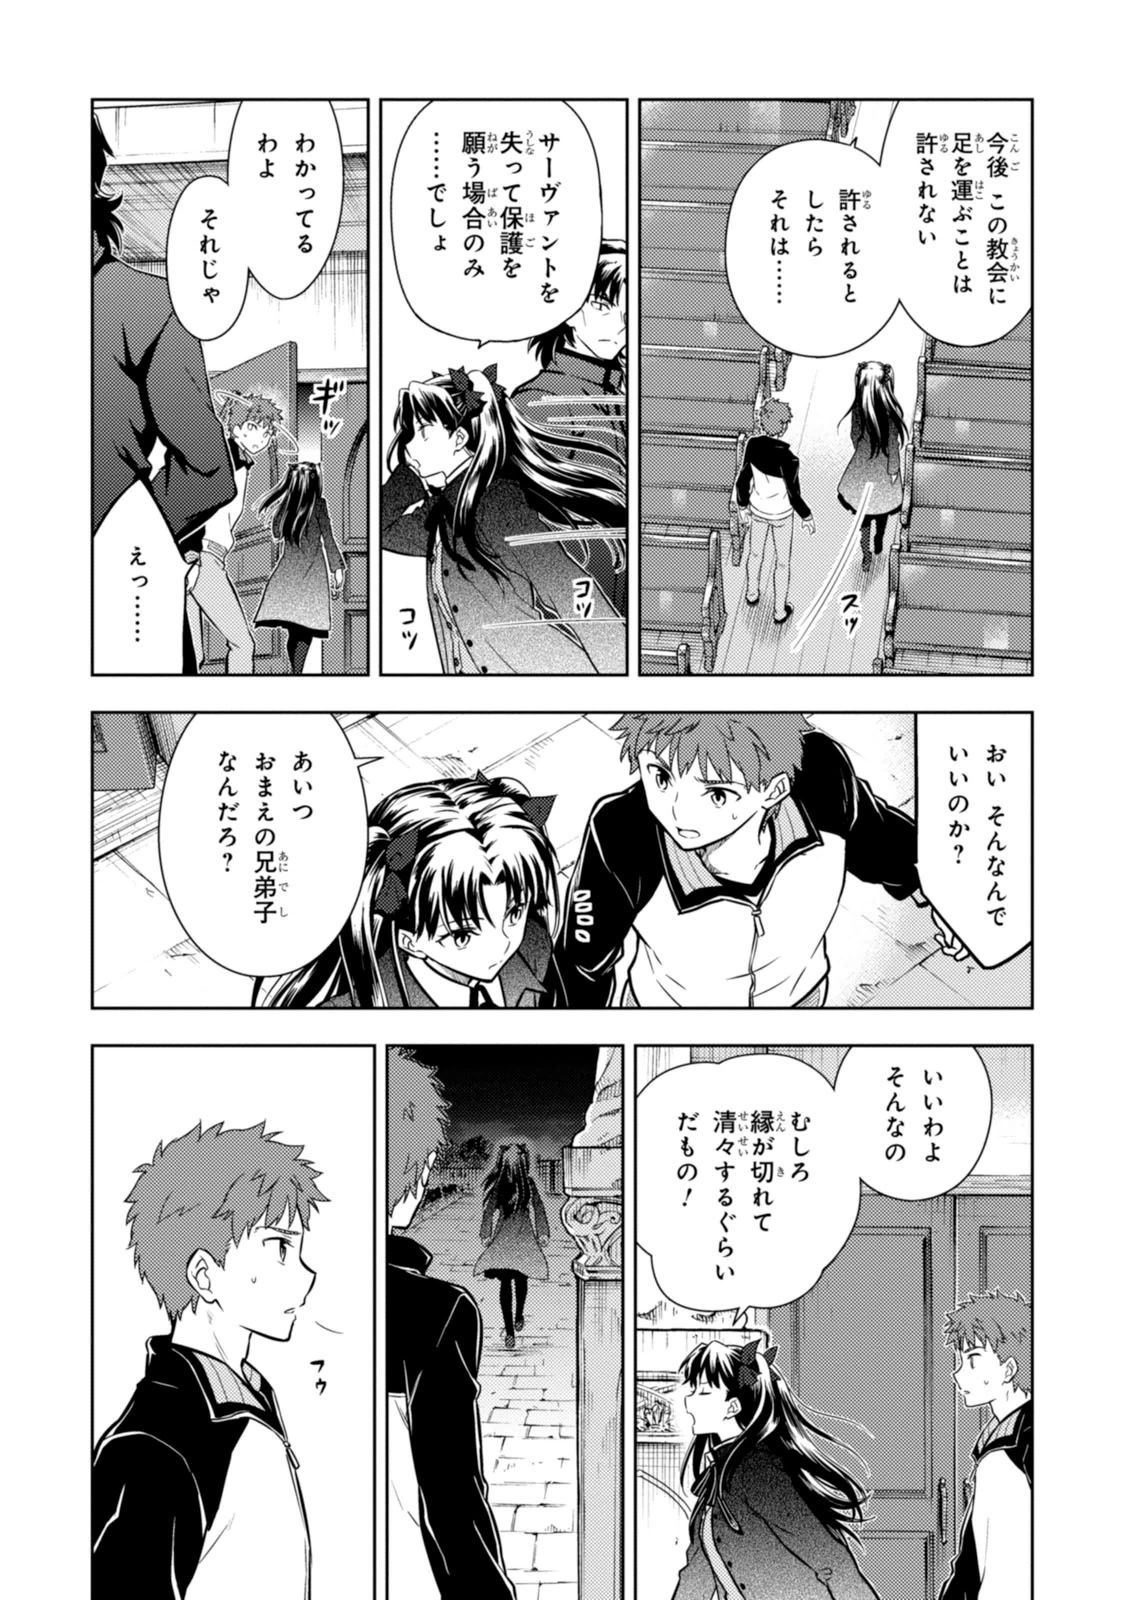 今後 この教会に
足を運ぶことは
許されない
許されると
したら
それは……
スッ
サーヴァントを
失って保護を
願う場合のみ
……でしょ
コツ
コツ
わかってる
わよ
それじゃ
ギッ
えっ……
おい そんなんで
いいのか？
あいつ
おまえの兄弟子
なんだろ？
いいわよ
そんなの
むしろ
縁が切れて
清々するぐらい
だもの！
フゥ